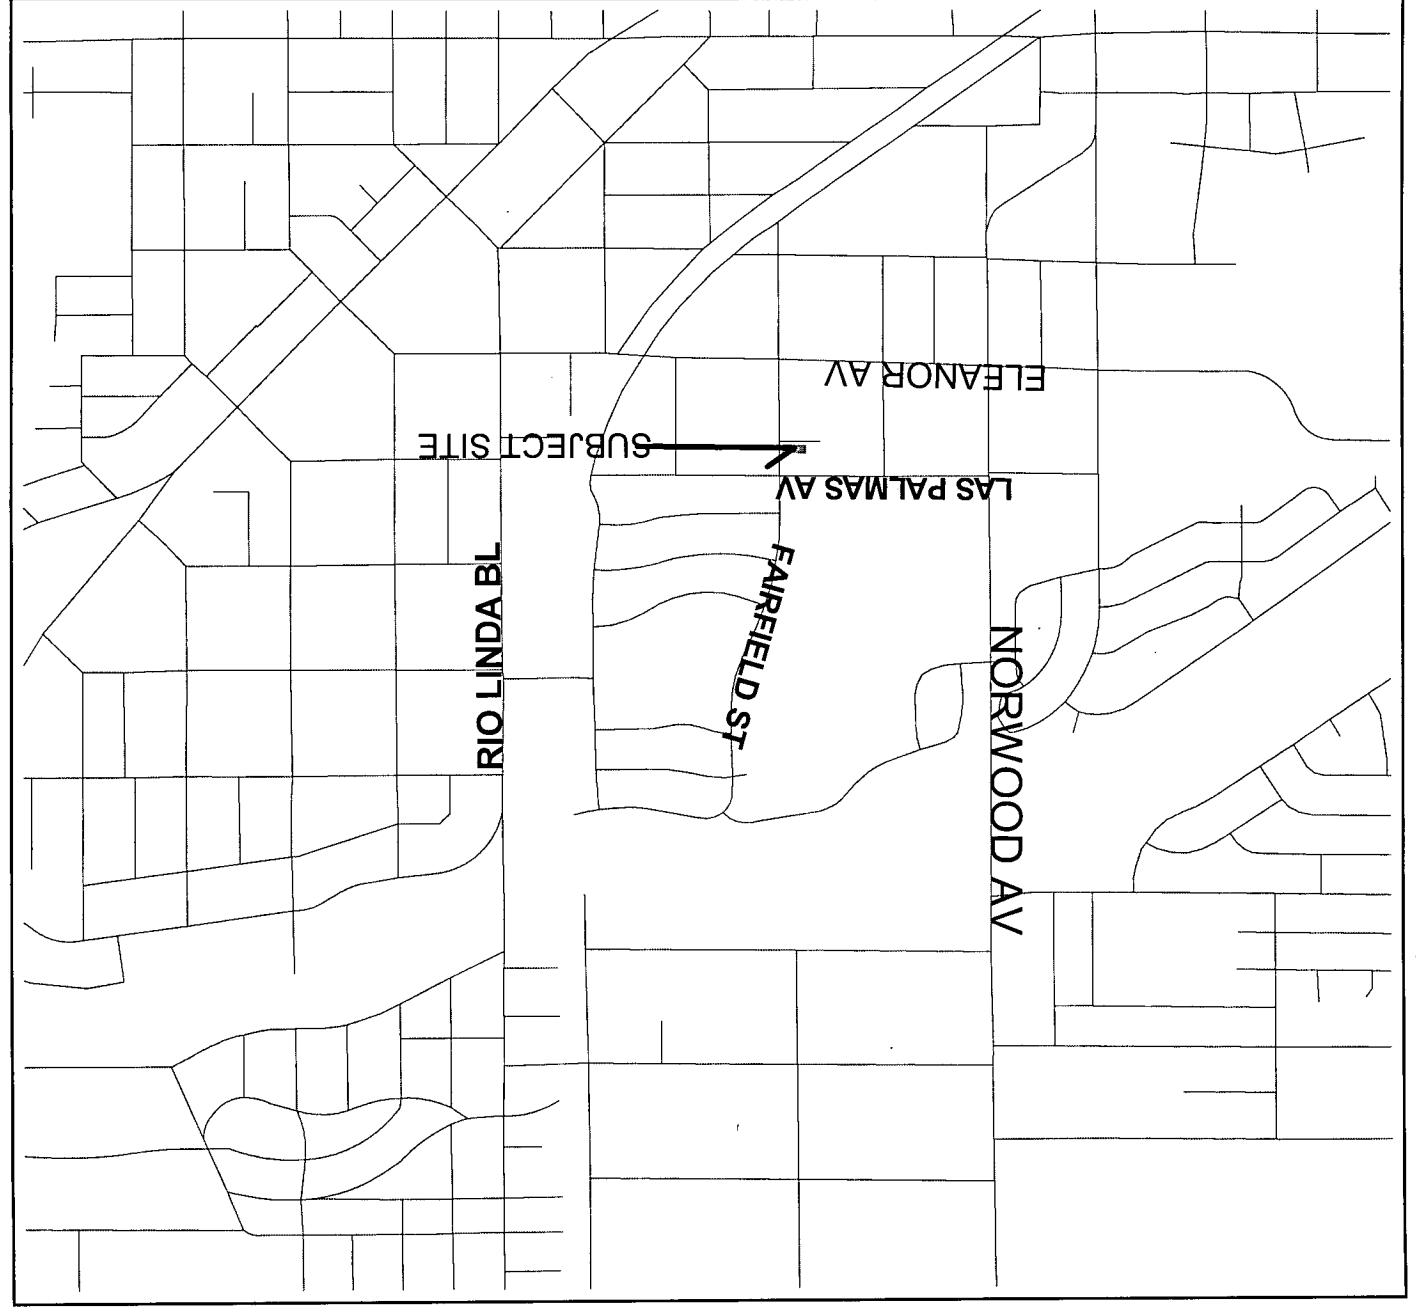 ELEANOR AV
SUBJECT SITE
LAS PALMAS AV
FAIRFIELD ST
RIO LINDA BL
NORWOOD AV